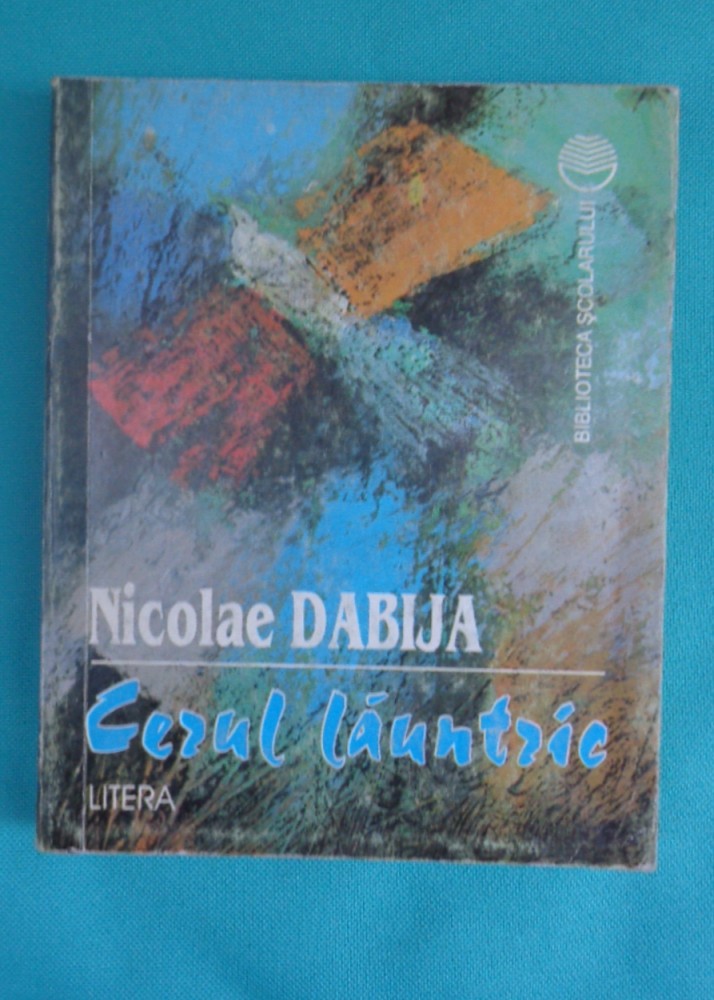 BIBLIOTECA ŞCOLARULUI
Nicolae DABIJA
Cerul lăuntric
LITERA